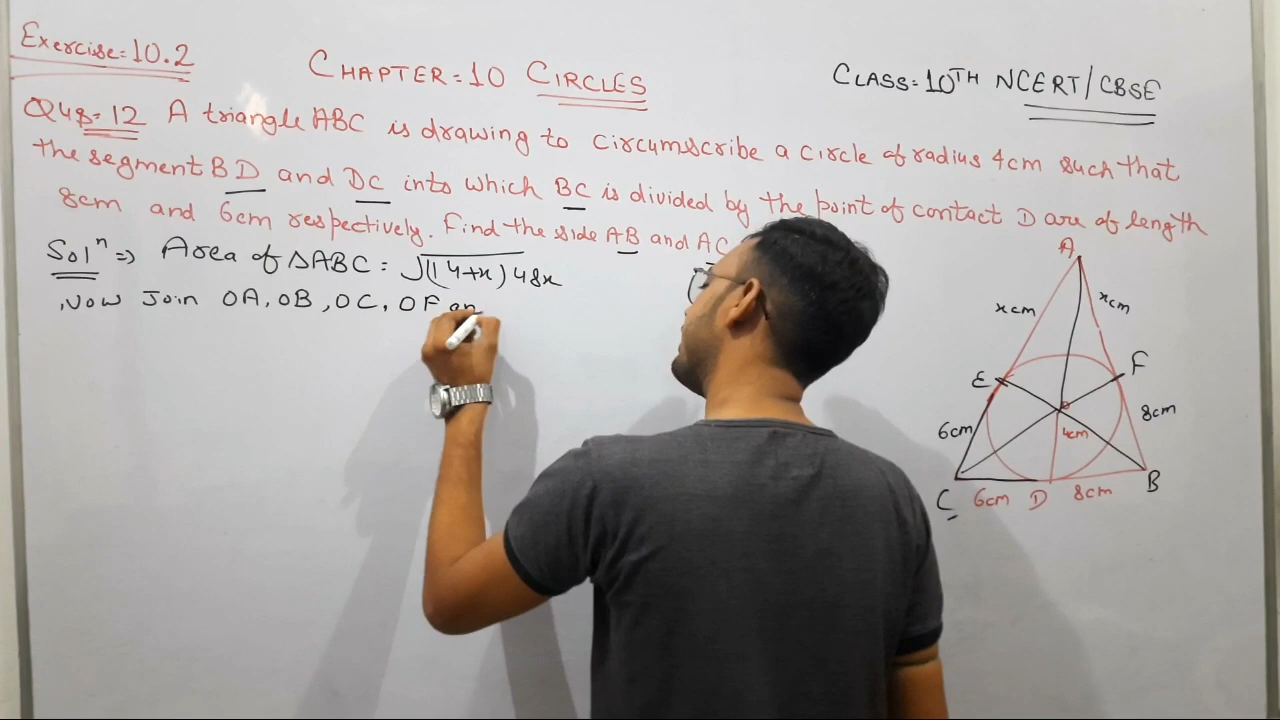 Exercise=10.2
CHAPTER=10 CIRCLES
CLASS=10TH NCERT/CBSE
Q48=12 A triangle ABC is drawing to circumscribe a circle of radius 4cm such that
the segment BD and DC into which BC is divided by the point of contact D are of length
8cm and 6cm respectively. Find the side AB and AC
Solⁿ ⇒ Area of ΔABC = √(14+x)48x
Now Join OA, OB, OC, OF an
A
xcm
xcm
E
F
6cm
8cm
O
4cm
C
6cm
D
8cm
B